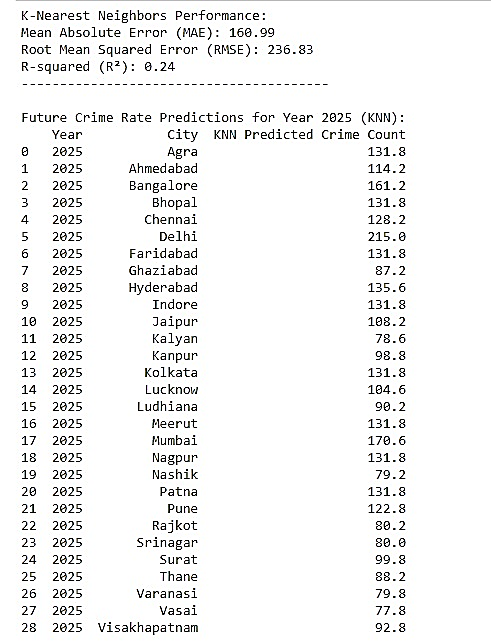 K-Nearest Neighbors Performance:
Mean Absolute Error (MAE): 160.99
Root Mean Squared Error (RMSE): 236.83
R-squared (R²): 0.24
----------------------------------------
Future Crime Rate Predictions for Year 2025 (KNN):
Year City KNN Predicted Crime Count
0 2025 Agra 131.8
1 2025 Ahmedabad 114.2
2 2025 Bangalore 161.2
3 2025 Bhopal 131.8
4 2025 Chennai 128.2
5 2025 Delhi 215.0
6 2025 Faridabad 131.8
7 2025 Ghaziabad 87.2
8 2025 Hyderabad 135.6
9 2025 Indore 131.8
10 2025 Jaipur 108.2
11 2025 Kalyan 78.6
12 2025 Kanpur 98.8
13 2025 Kolkata 131.8
14 2025 Lucknow 104.6
15 2025 Ludhiana 90.2
16 2025 Meerut 131.8
17 2025 Mumbai 170.6
18 2025 Nagpur 131.8
19 2025 Nashik 79.2
20 2025 Patna 131.8
21 2025 Pune 122.8
22 2025 Rajkot 80.2
23 2025 Srinagar 80.0
24 2025 Surat 99.8
25 2025 Thane 88.2
26 2025 Varanasi 79.8
27 2025 Vasai 77.8
28 2025 Visakhapatnam 92.8